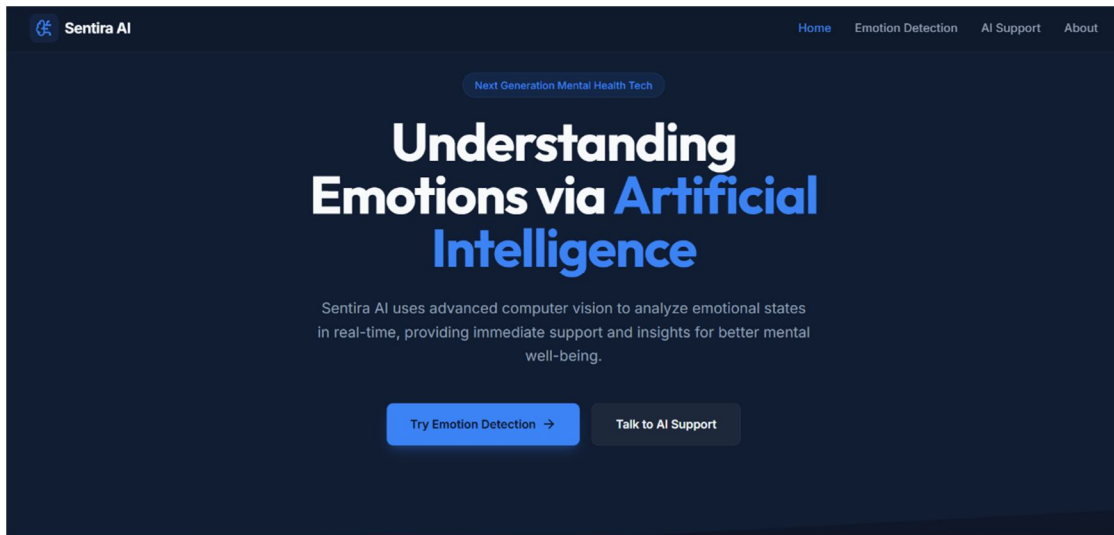 Sentira AI
Home Emotion Detection AI Support About
Next Generation Mental Health Tech
Understanding
Emotions via Artificial
Intelligence
Sentira AI uses advanced computer vision to analyze emotional states
in real-time, providing immediate support and insights for better mental
well-being.
Try Emotion Detection →
Talk to AI Support